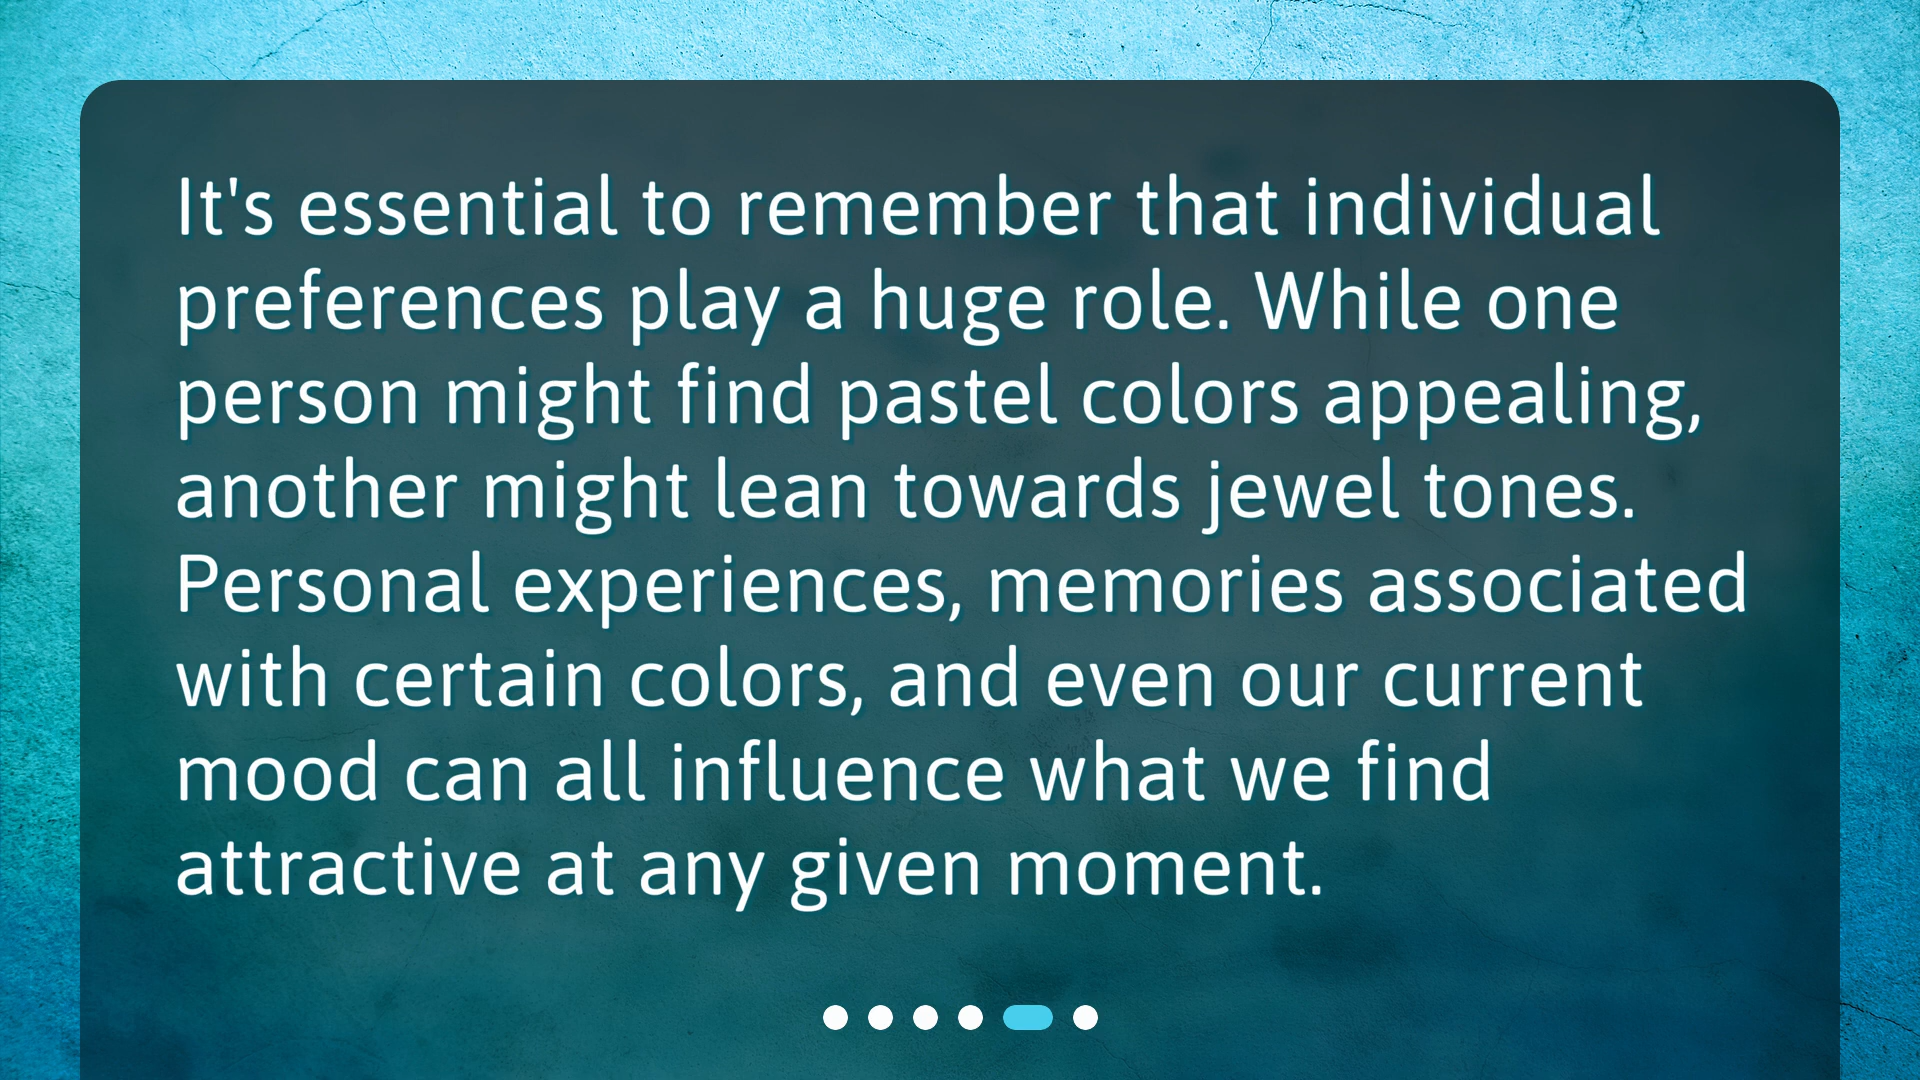 It's essential to remember that individual
preferences play a huge role. While one
person might find pastel colors appealing,
another might lean towards jewel tones.
Personal experiences, memories associated
with certain colors, and even our current
mood can all influence what we find
attractive at any given moment.